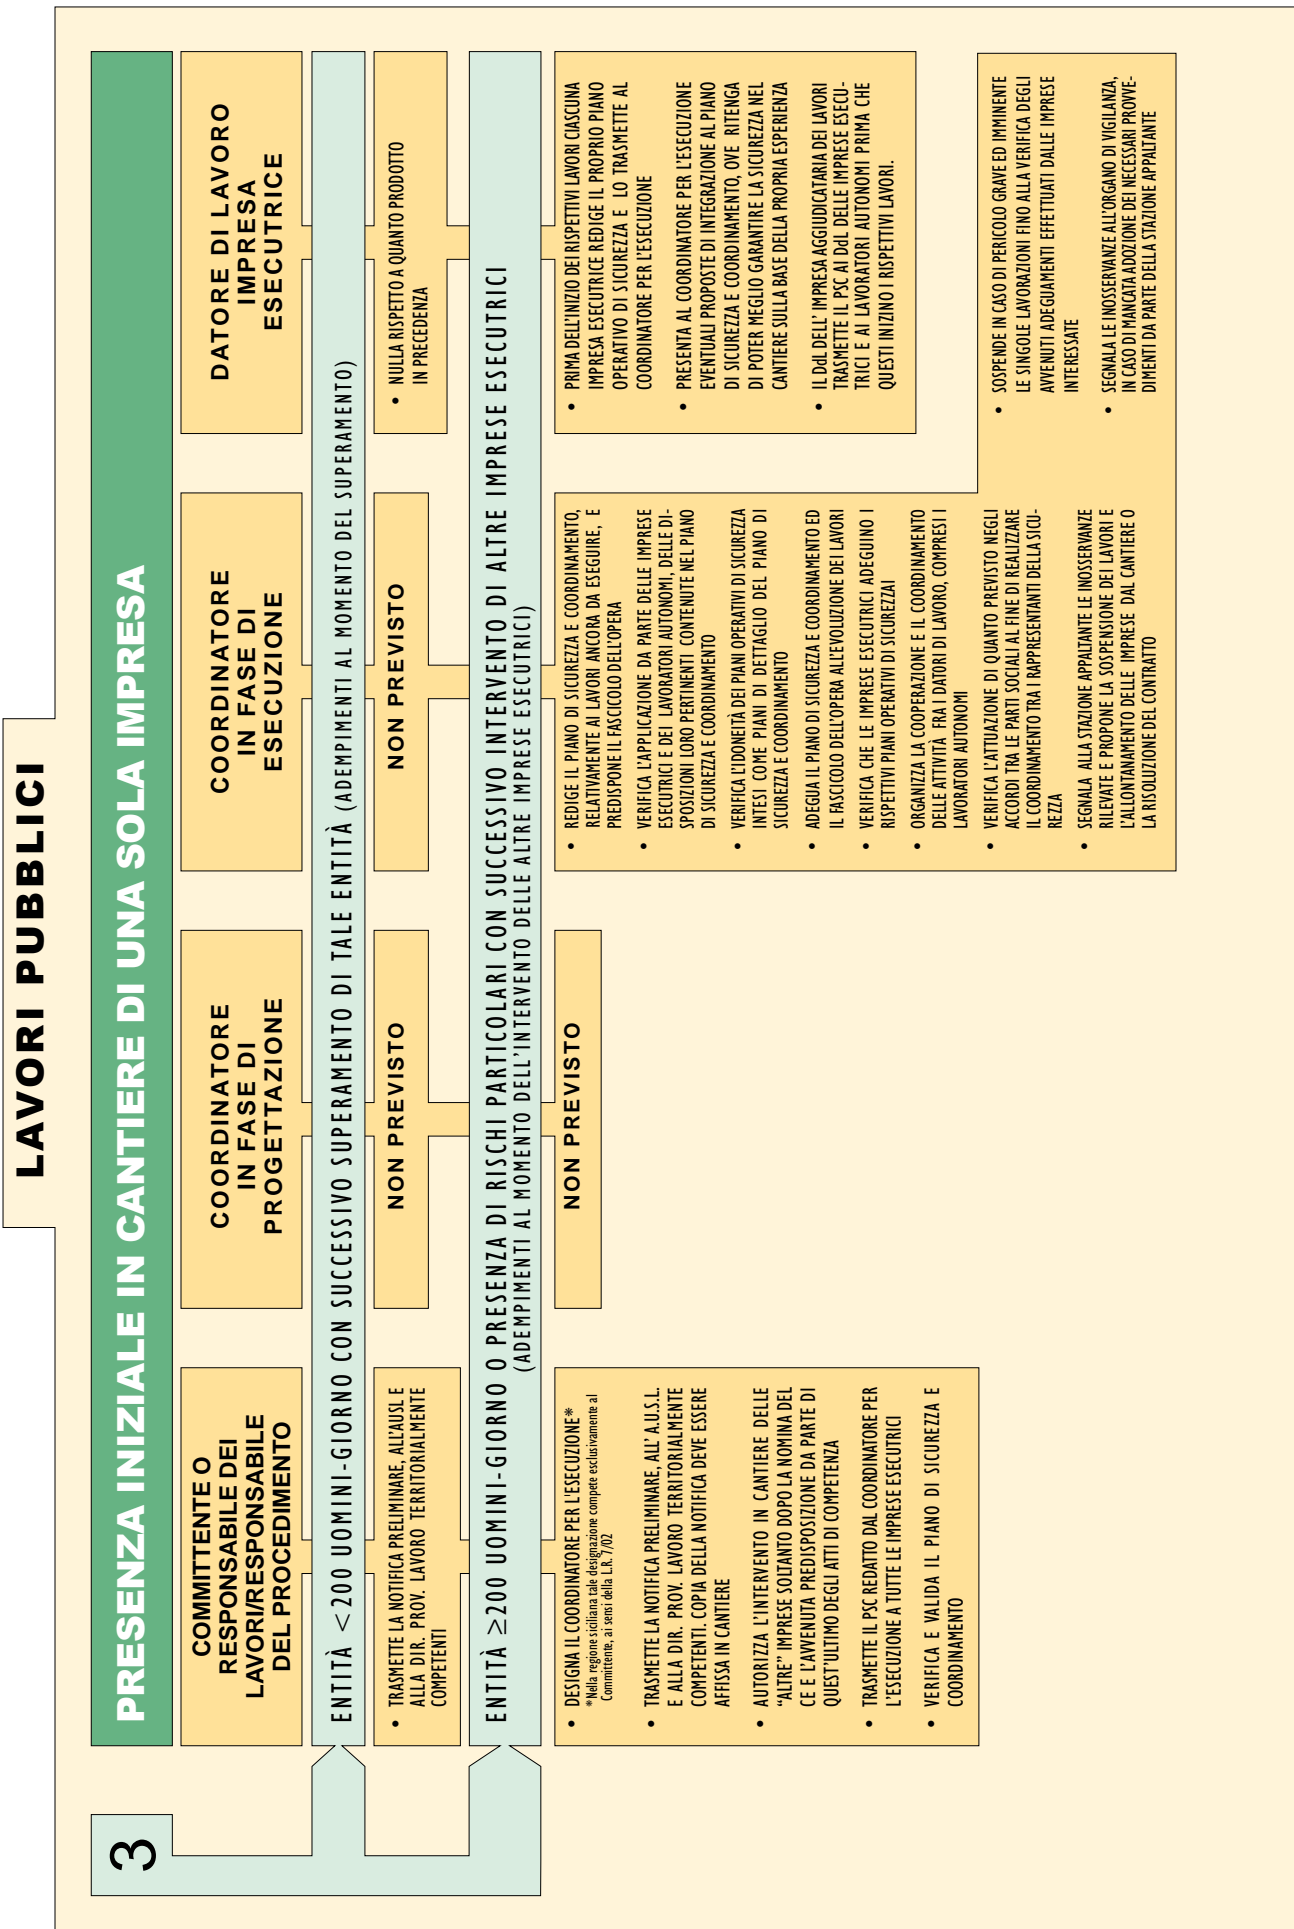 LAVORI PUBBLICI
3
PRESENZA INIZIALE IN CANTIERE DI UNA SOLA IMPRESA
COMMITTENTE O
RESPONSABILE DEI
LAVORI/RESPONSABILE
DEL PROCEDIMENTO
COORDINATORE
IN FASE DI
PROGETTAZIONE
COORDINATORE
IN FASE DI
ESECUZIONE
DATORE DI LAVORO
IMPRESA
ESECUTRICE
ENTITÀ <200 UOMINI-GIORNO CON SUCCESSIVO SUPERAMENTO DI TALE ENTITÀ (ADEMPIMENTI AL MOMENTO DEL SUPERAMENTO)
• TRASMETTE LA NOTIFICA PRELIMINARE, ALL'AUSL E
ALLA DIR. PROV. LAVORO TERRITORIALMENTE
COMPETENTI
NON PREVISTO
NON PREVISTO
• NULLA RISPETTO A QUANTO PRODOTTO
IN PRECEDENZA
ENTITÀ ≥200 UOMINI-GIORNO O PRESENZA DI RISCHI PARTICOLARI CON SUCCESSIVO INTERVENTO DI ALTRE IMPRESE ESECUTRICI
(ADEMPIMENTI AL MOMENTO DELL'INTERVENTO DELLE ALTRE IMPRESE ESECUTRICI)
• DESIGNA IL COORDINATORE PER L'ESECUZIONE*
*Nella regione siciliana tale designazione compete esclusivamente al
Committente, ai sensi della L.R. 7/02
• TRASMETTE LA NOTIFICA PRELIMINARE, ALL' A.U.S.L.
E ALLA DIR. PROV. LAVORO TERRITORIALMENTE
COMPETENTI. COPIA DELLA NOTIFICA DEVE ESSERE
AFFISSA IN CANTIERE
• AUTORIZZA L'INTERVENTO IN CANTIERE DELLE
“ALTRE” IMPRESE SOLTANTO DOPO LA NOMINA DEL
CE E L'AVVENUTA PREDISPOSIZIONE DA PARTE DI
QUEST'ULTIMO DEGLI ATTI DI COMPETENZA
• TRASMETTE IL PSC REDATTO DAL COORDINATORE PER
L'ESECUZIONE A TUTTE LE IMPRESE ESECUTRICI
• VERIFICA E VALIDA IL PIANO DI SICUREZZA E
COORDINAMENTO
NON PREVISTO
• REDIGE IL PIANO DI SICUREZZA E COORDINAMENTO,
RELATIVAMENTE AI LAVORI ANCORA DA ESEGUIRE, E
PREDISPONE IL FASCICOLO DELL'OPERA
• VERIFICA L'APPLICAZIONE DA PARTE DELLE IMPRESE
ESECUTRICI E DEI LAVORATORI AUTONOMI, DELLE DI-
SPOSIZIONI LORO PERTINENTI CONTENUTE NEL PIANO
DI SICUREZZA E COORDINAMENTO
• VERIFICA L'IDONEITÀ DEI PIANI OPERATIVI DI SICUREZZA
INTESI COME PIANI DI DETTAGLIO DEL PIANO DI
SICUREZZA E COORDINAMENTO
• ADEGUA IL PIANO DI SICUREZZA E COORDINAMENTO ED
IL FASCICOLO DELL'OPERA ALL'EVOLUZIONE DEI LAVORI
• VERIFICA CHE LE IMPRESE ESECUTRICI ADEGUINO I
RISPETTIVI PIANI OPERATIVI DI SICUREZZAI
• ORGANIZZA LA COOPERAZIONE E IL COORDINAMENTO
DELLE ATTIVITÀ FRA I DATORI DI LAVORO, COMPRESI I
LAVORATORI AUTONOMI
• VERIFICA L'ATTUAZIONE DI QUANTO PREVISTO NEGLI
ACCORDI TRA LE PARTI SOCIALI AL FINE DI REALIZZARE
IL COORDINAMENTO TRA I RAPPRESENTANTI DELLA SICU-
REZZA
• SEGNALA ALLA STAZIONE APPALTANTE LE INOSSERVANZE
RILEVATE E PROPONE LA SOSPENSIONE DEI LAVORI E
L'ALLONTANAMENTO DELLE IMPRESE DAL CANTIERE O
LA RISOLUZIONE DEL CONTRATTO
• SOSPENDE IN CASO DI PERICOLO GRAVE ED IMMINENTE
LE SINGOLE LAVORAZIONI FINO ALLA VERIFICA DEGLI
AVVENUTI ADEGUAMENTI EFFETTUATI DALLE IMPRESE
INTERESSATE
• SEGNALA LE INOSSERVANZE ALL'ORGANO DI VIGILANZA,
IN CASO DI MANCATA ADOZIONE DEI NECESSARI PROVVE-
DIMENTI DA PARTE DELLA STAZIONE APPALTANTE
• PRIMA DELL'INIZIO DEI RISPETTIVI LAVORI CIASCUNA
IMPRESA ESECUTRICE REDIGE IL PROPRIO PIANO
OPERATIVO DI SICUREZZA E LO TRASMETTE AL
COORDINATORE PER L'ESECUZIONE
• PRESENTA AL COORDINATORE PER L'ESECUZIONE
EVENTUALI PROPOSTE DI INTEGRAZIONE AL PIANO
DI SICUREZZA E COORDINAMENTO, OVE RITENGA
DI POTER MEGLIO GARANTIRE LA SICUREZZA NEL
CANTIERE SULLA BASE DELLA PROPRIA ESPERIENZA
• IL DdL DELL' IMPRESA AGGIUDICATARIA DEI LAVORI
TRASMETTE IL PSC AI DdL DELLE IMPRESE ESECU-
TRICI E AI LAVORATORI AUTONOMI PRIMA CHE
QUESTI INIZINO I RISPETTIVI LAVORI.